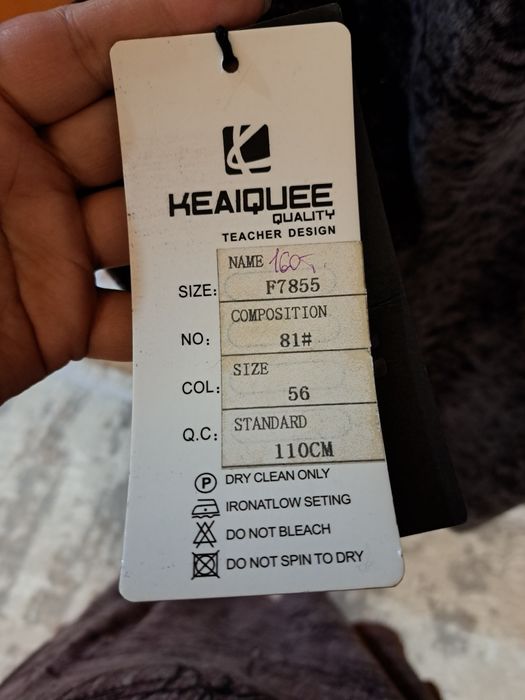 KEAIQUEE
QUALITY
TEACHER DESIGN
NAME 160,-
SIZE: F7855
COMPOSITION
NO: 81#
SIZE
COL: 56
STANDARD
Q.C: 110CM
P DRY CLEAN ONLY
IRONATLOW SETING
DO NOT BLEACH
DO NOT SPIN TO DRY